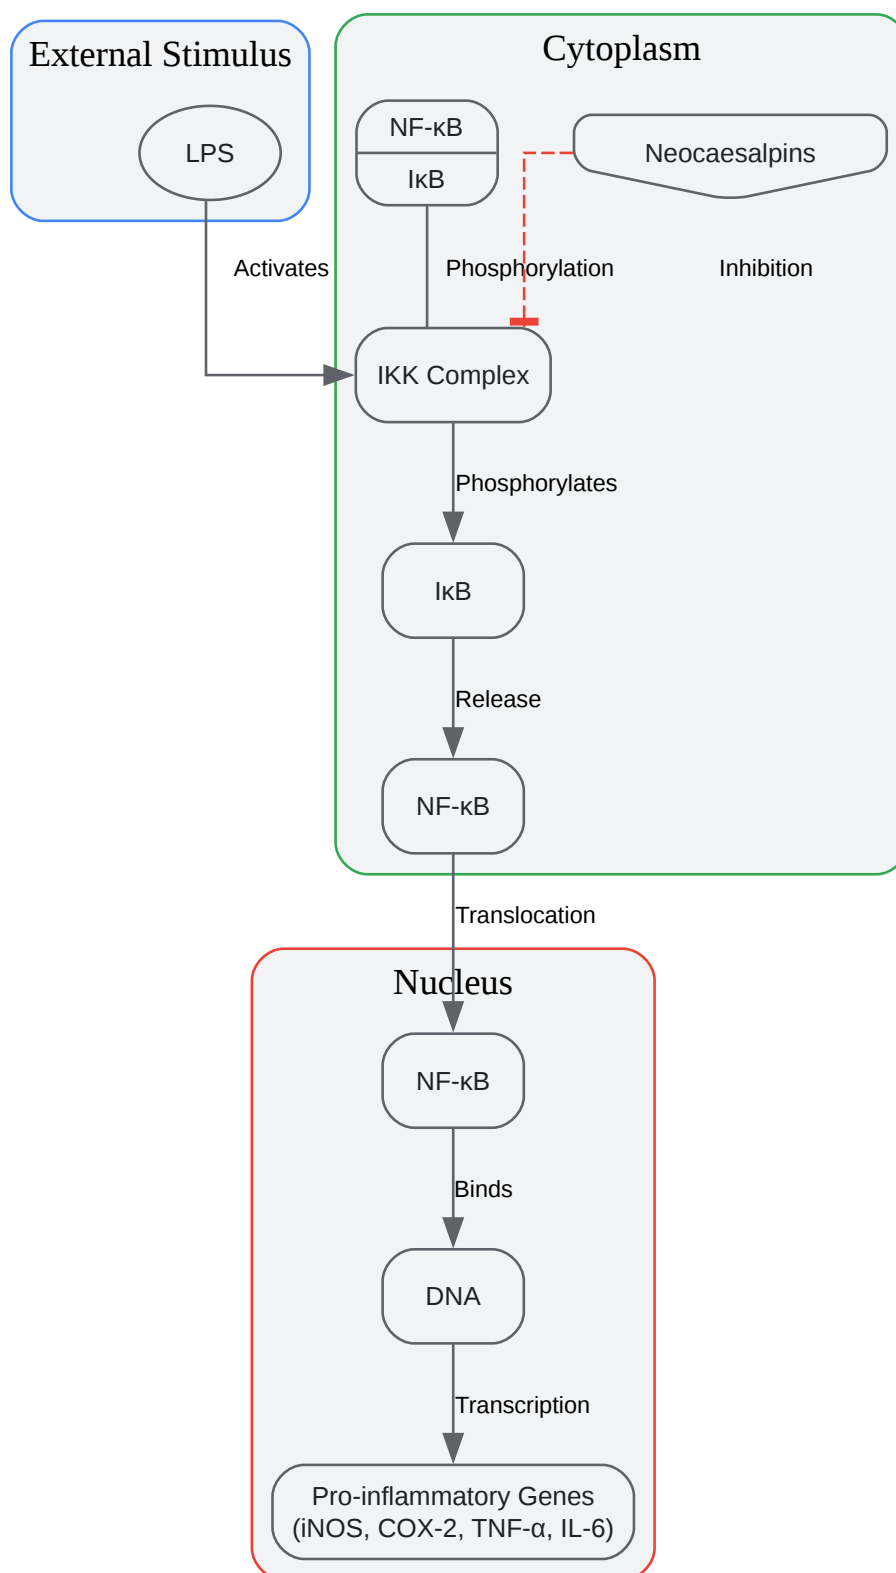 External Stimulus
Cytoplasm
LPS
NF-κB
IκB
Neocaesalpins
Activates
Phosphorylation
Inhibition
IKK Complex
Phosphorylates
IκB
Release
NF-κB
Translocation
Nucleus
NF-κB
Binds
DNA
Transcription
Pro-inflammatory Genes
(iNOS, COX-2, TNF-α, IL-6)